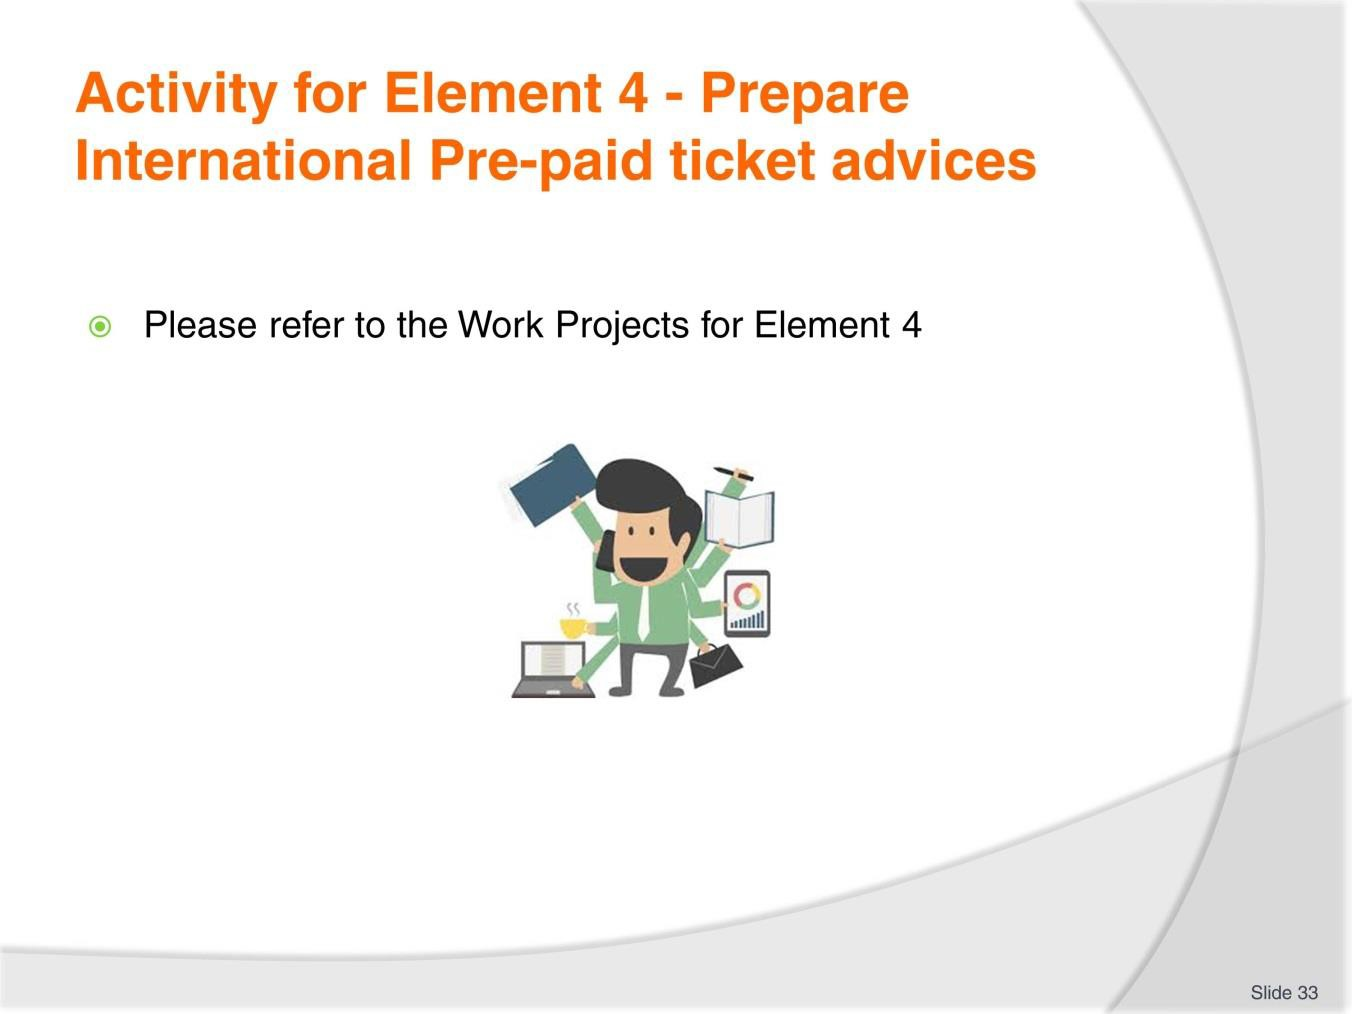 Activity for Element 4 - Prepare
International Pre-paid ticket advices
Please refer to the Work Projects for Element 4
Slide 33